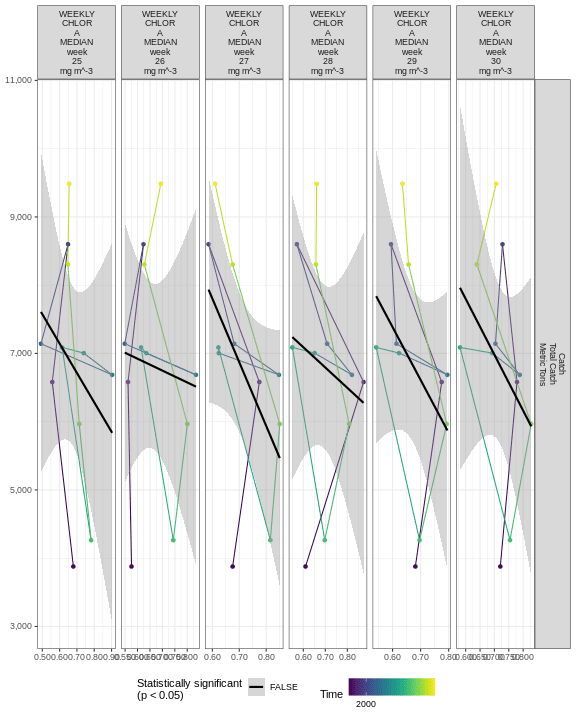 WEEKLY
CHLOR
A
MEDIAN
week
25
mg m^-3
WEEKLY
CHLOR
A
MEDIAN
week
26
mg m^-3
WEEKLY
CHLOR
A
MEDIAN
week
27
mg m^-3
WEEKLY
CHLOR
A
MEDIAN
week
28
mg m^-3
WEEKLY
CHLOR
A
MEDIAN
week
29
mg m^-3
WEEKLY
CHLOR
A
MEDIAN
week
30
mg m^-3
11,000
9,000
7,000
5,000
3,000
Catch
Total Catch
Metric Tons
0.60 0.70 0.80
0.60 0.70 0.80
0.60 0.70 0.80
Statistically significant
(p < 0.05)
FALSE
Time
2000